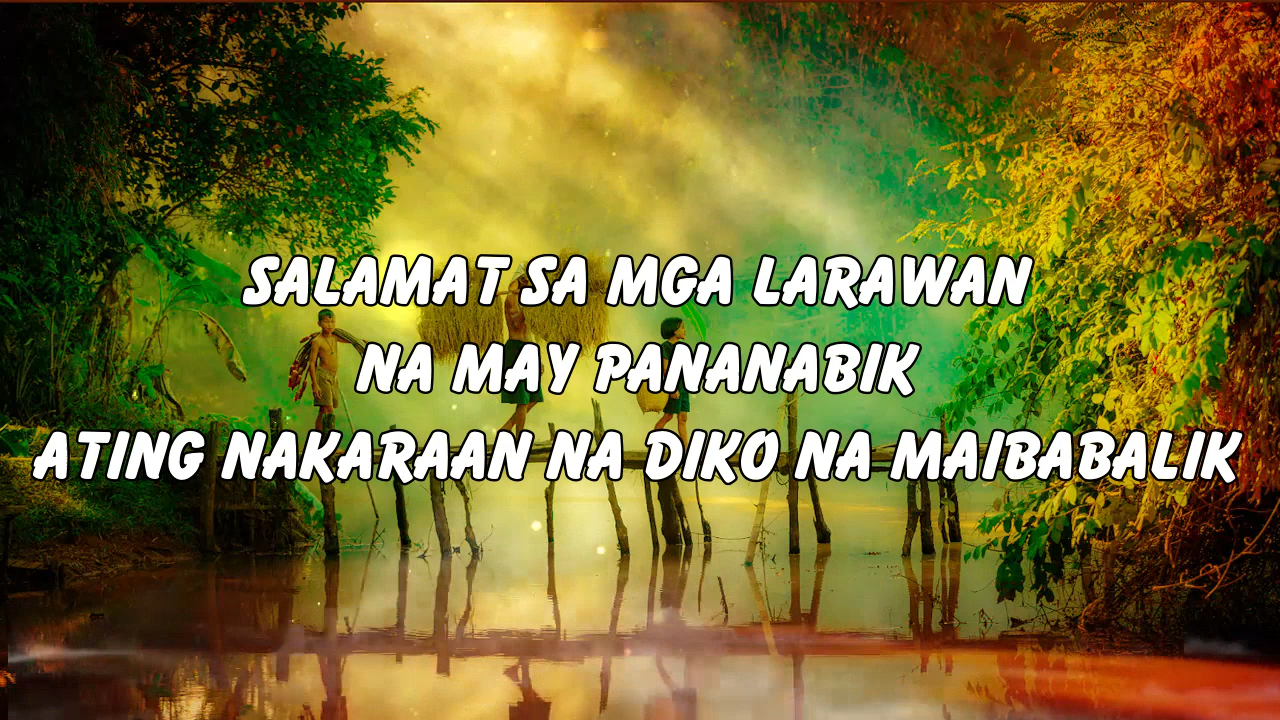 SALAMAT SA MGA LARAWAN
NA MAY PANANABIK
ATING NAKARAAN NA DIKO NA MAIBABALIK